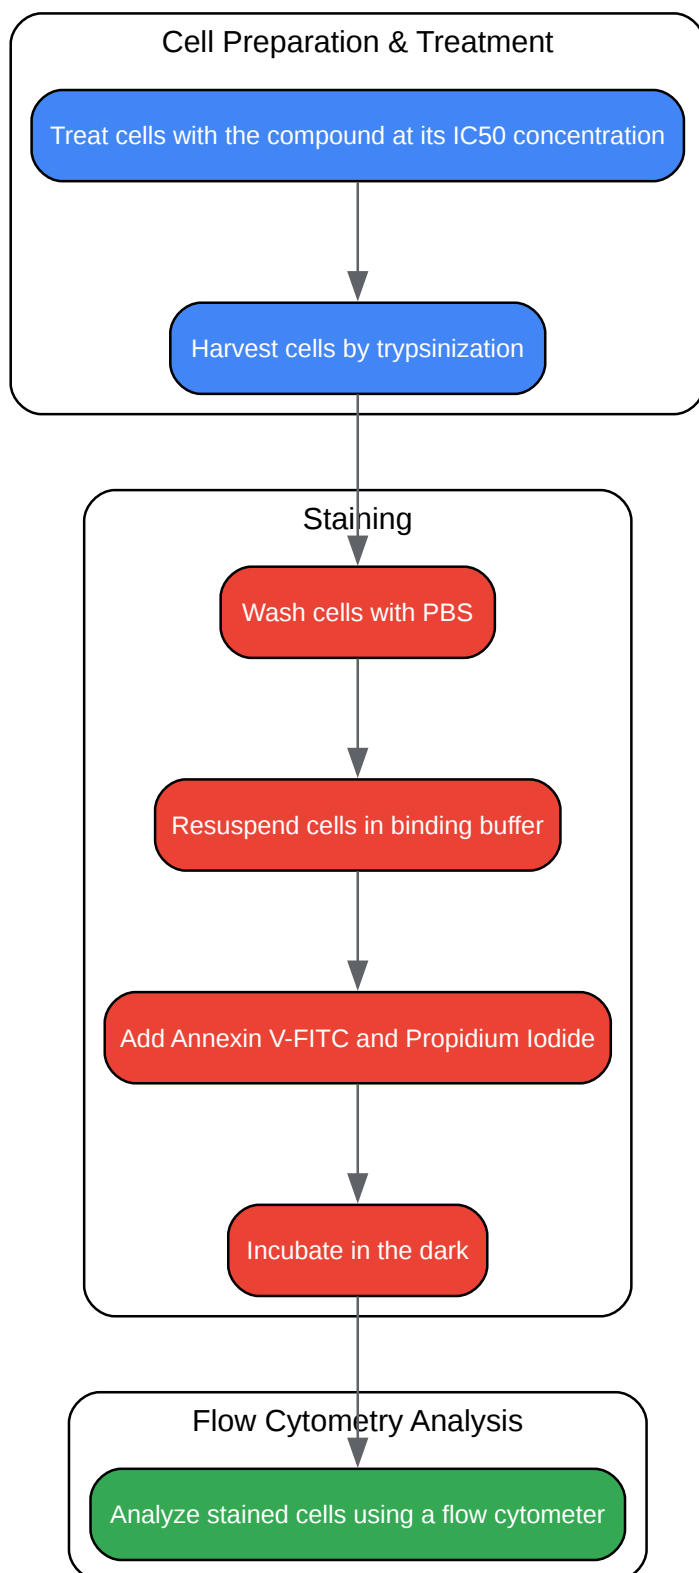 Cell Preparation & Treatment
Treat cells with the compound at its IC50 concentration
Harvest cells by trypsinization
Staining
Wash cells with PBS
Resuspend cells in binding buffer
Add Annexin V-FITC and Propidium Iodide
Incubate in the dark
Flow Cytometry Analysis
Analyze stained cells using a flow cytometer